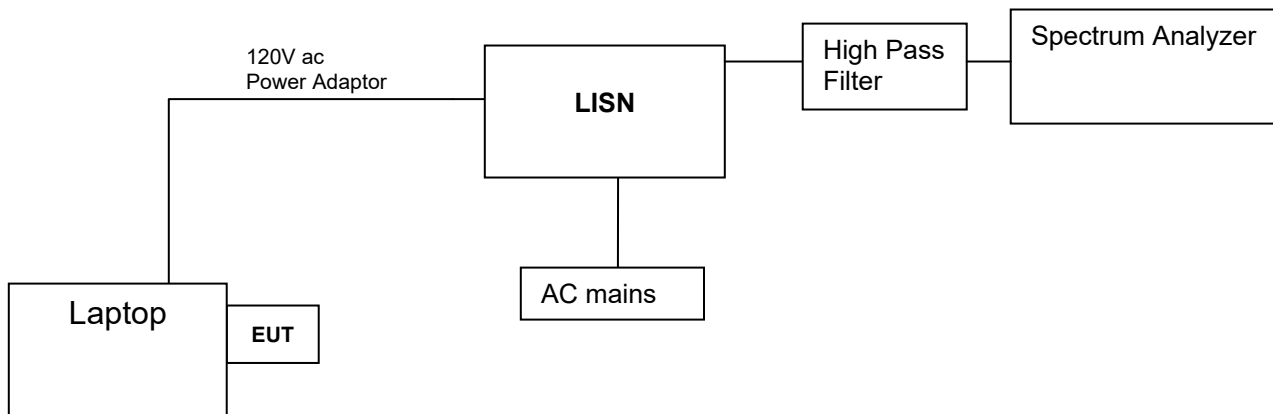 120V ac
Power Adaptor
LISN
High Pass
Filter
Spectrum Analyzer
AC mains
Laptop
EUT